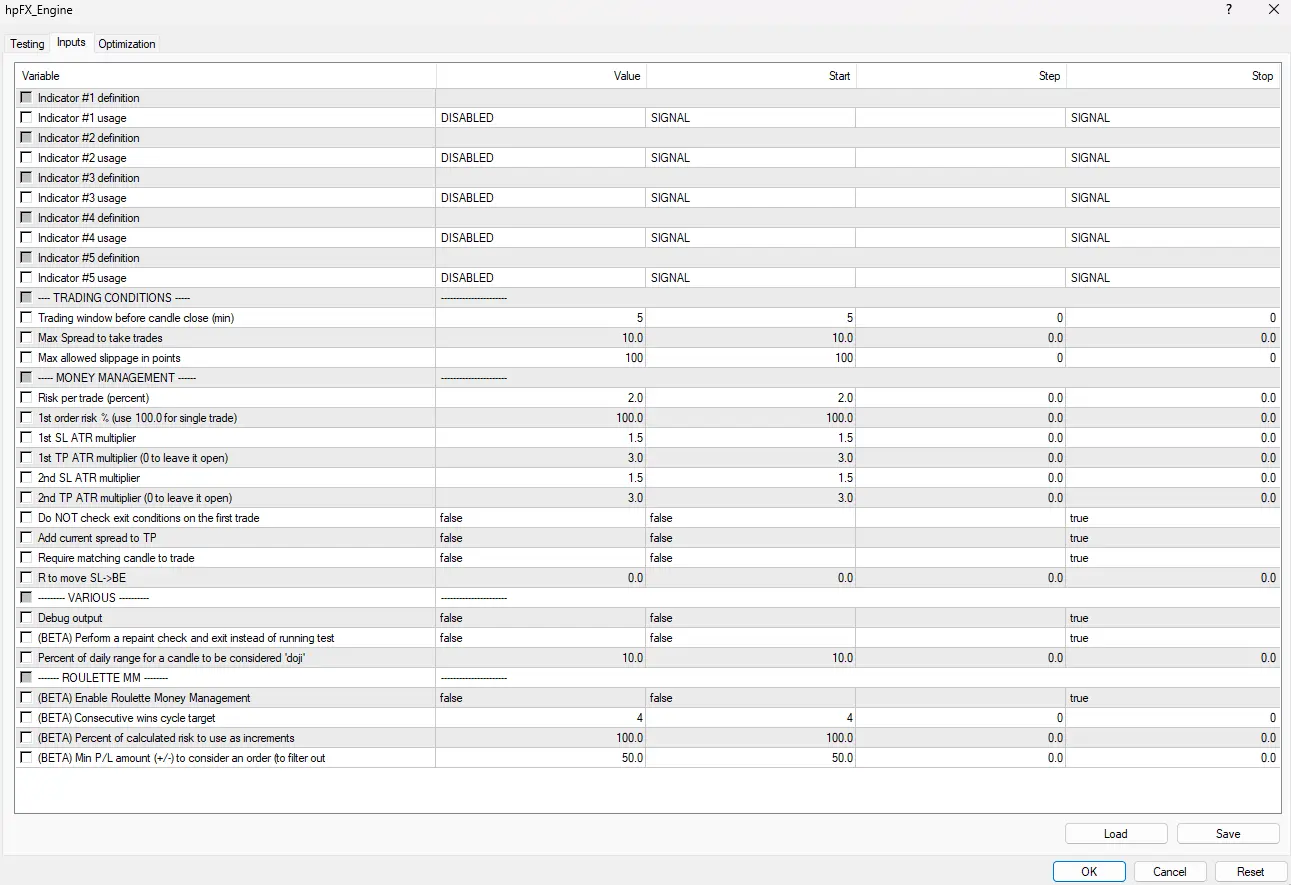 hpFX_Engine ? ×
Testing Inputs Optimization
Variable Value Start Step Stop
Indicator #1 definition
Indicator #1 usage DISABLED SIGNAL SIGNAL
Indicator #2 definition
Indicator #2 usage DISABLED SIGNAL SIGNAL
Indicator #3 definition
Indicator #3 usage DISABLED SIGNAL SIGNAL
Indicator #4 definition
Indicator #4 usage DISABLED SIGNAL SIGNAL
Indicator #5 definition
Indicator #5 usage DISABLED SIGNAL SIGNAL
---- TRADING CONDITIONS ----- ----------------------
Trading window before candle close (min) 5 5 0 0
Max Spread to take trades 10.0 10.0 0.0 0.0
Max allowed slippage in points 100 100 0 0
----- MONEY MANAGEMENT ------ ----------------------
Risk per trade (percent) 2.0 2.0 0.0 0.0
1st order risk % (use 100.0 for single trade) 100.0 100.0 0.0 0.0
1st SL ATR multiplier 1.5 1.5 0.0 0.0
1st TP ATR multiplier (0 to leave it open) 3.0 3.0 0.0 0.0
2nd SL ATR multiplier 1.5 1.5 0.0 0.0
2nd TP ATR multiplier (0 to leave it open) 3.0 3.0 0.0 0.0
Do NOT check exit conditions on the first trade false false true
Add current spread to TP false false true
Require matching candle to trade false false true
R to move SL->BE 0.0 0.0 0.0 0.0
--------- VARIOUS ---------- ----------------------
Debug output false false true
(BETA) Perform a repaint check and exit instead of running test false false true
Percent of daily range for a candle to be considered 'doji' 10.0 10.0 0.0 0.0
------- ROULETTE MM -------- ----------------------
(BETA) Enable Roulette Money Management false false true
(BETA) Consecutive wins cycle target 4 4 0 0
(BETA) Percent of calculated risk to use as increments 100.0 100.0 0.0 0.0
(BETA) Min P/L amount (+/-) to consider an order (to filter out 50.0 50.0 0.0 0.0
Load Save
OK Cancel Reset